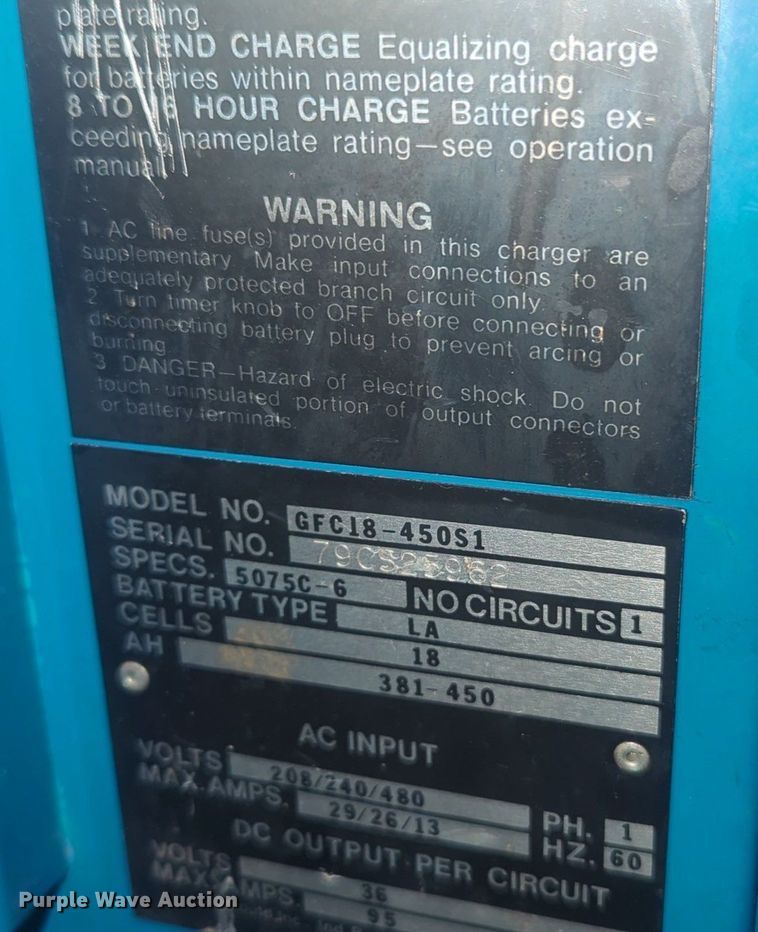 plate rating.
WEEK END CHARGE Equalizing charge
for batteries within nameplate rating.
8 TO 16 HOUR CHARGE Batteries ex-
ceeding nameplate rating—see operation
manual.
WARNING
1 AC line fuse(s) provided in this charger are
supplementary Make input connections to an
adequately protected branch circuit only.
2 Turn timer knob to OFF before connecting or
disconnecting battery plug to prevent arcing or
burning
3 DANGER—Hazard of electric shock. Do not
touch uninsulated portion of output connectors
or battery terminals.
MODEL NO. GFC18-450S1
SERIAL NO. 
SPECS. 5075C-6 NO CIRCUITS 1
BATTERY TYPE LA
CELLS 18
AH 381-450
AC INPUT
VOLTS 208/240/480 PH. 1
MAX. AMPS. 29/26/13 HZ. 60
DC OUTPUT PER CIRCUIT
VOLTS 36
MAX AMPS. 95
Purple Wave Auction